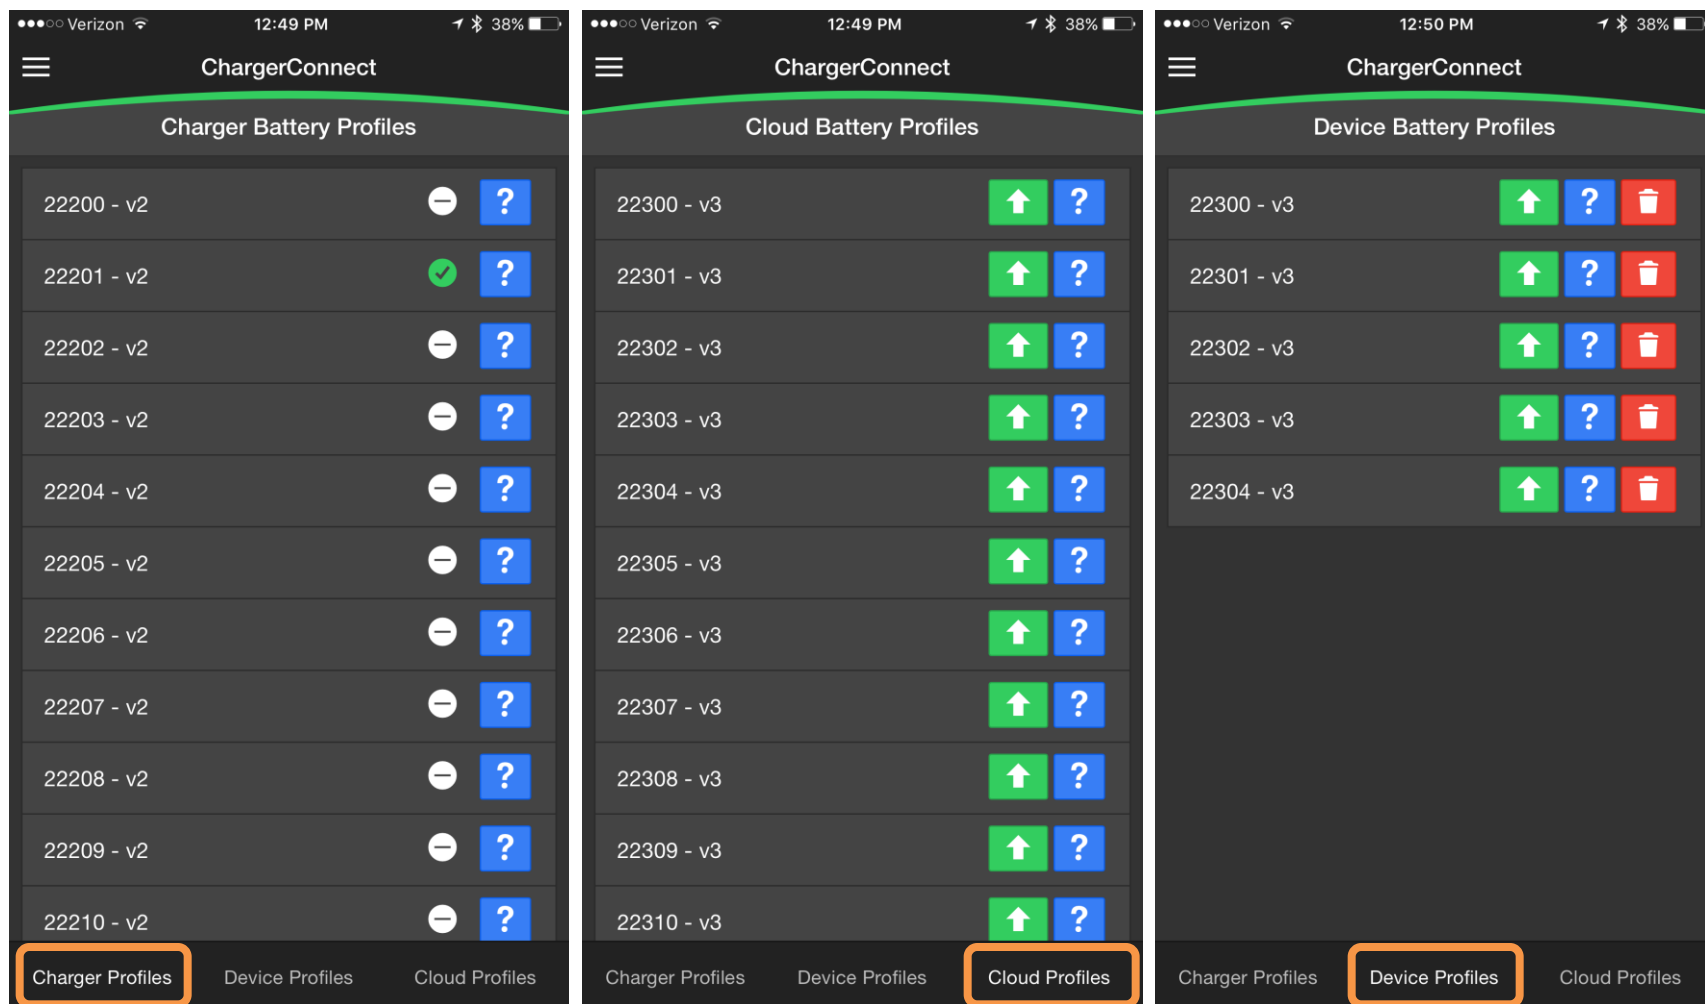 Verizon 12:49 PM 38%
ChargerConnect
Charger Battery Profiles
22200 - v2 ?
22201 - v2 ?
22202 - v2 ?
22203 - v2 ?
22204 - v2 ?
22205 - v2 ?
22206 - v2 ?
22207 - v2 ?
22208 - v2 ?
22209 - v2 ?
22210 - v2 ?
Charger Profiles Device Profiles Cloud Profiles
Verizon 12:49 PM 38%
ChargerConnect
Cloud Battery Profiles
22300 - v3 ?
22301 - v3 ?
22302 - v3 ?
22303 - v3 ?
22304 - v3 ?
22305 - v3 ?
22306 - v3 ?
22307 - v3 ?
22308 - v3 ?
22309 - v3 ?
22310 - v3 ?
Charger Profiles Device Profiles Cloud Profiles
Verizon 12:50 PM 38%
ChargerConnect
Device Battery Profiles
22300 - v3 ?
22301 - v3 ?
22302 - v3 ?
22303 - v3 ?
22304 - v3 ?
Charger Profiles Device Profiles Cloud Profiles